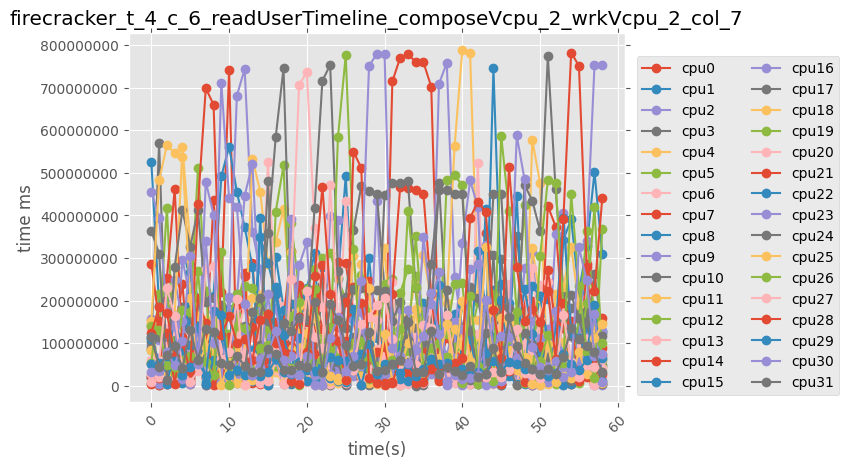 firecracker_t_4_c_6_readUserTimeline_composeVcpu_2_wrkVcpu_2_col_7
time ms
800000000
700000000
600000000
500000000
400000000
300000000
200000000
100000000
0
0
10
20
30
40
50
60
time(s)
cpu0
cpu1
cpu2
cpu3
cpu4
cpu5
cpu6
cpu7
cpu8
cpu9
cpu10
cpu11
cpu12
cpu13
cpu14
cpu15
cpu16
cpu17
cpu18
cpu19
cpu20
cpu21
cpu22
cpu23
cpu24
cpu25
cpu26
cpu27
cpu28
cpu29
cpu30
cpu31